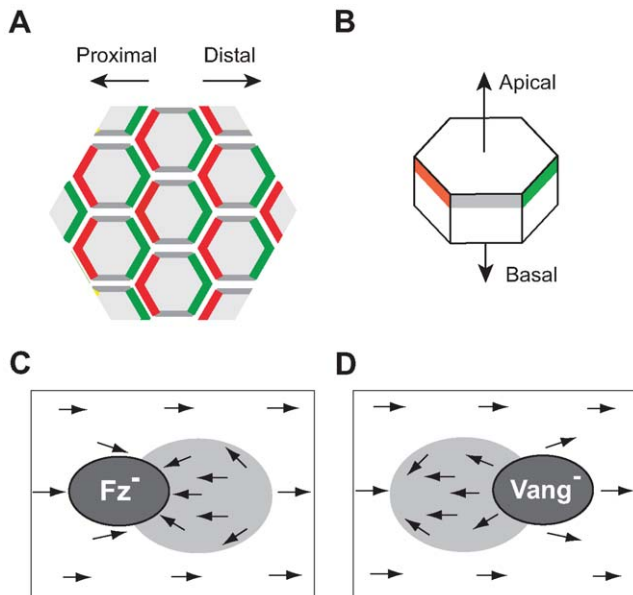 A
Proximal
Distal
B
Apical
Basal
C
Fz-
D
Vang-